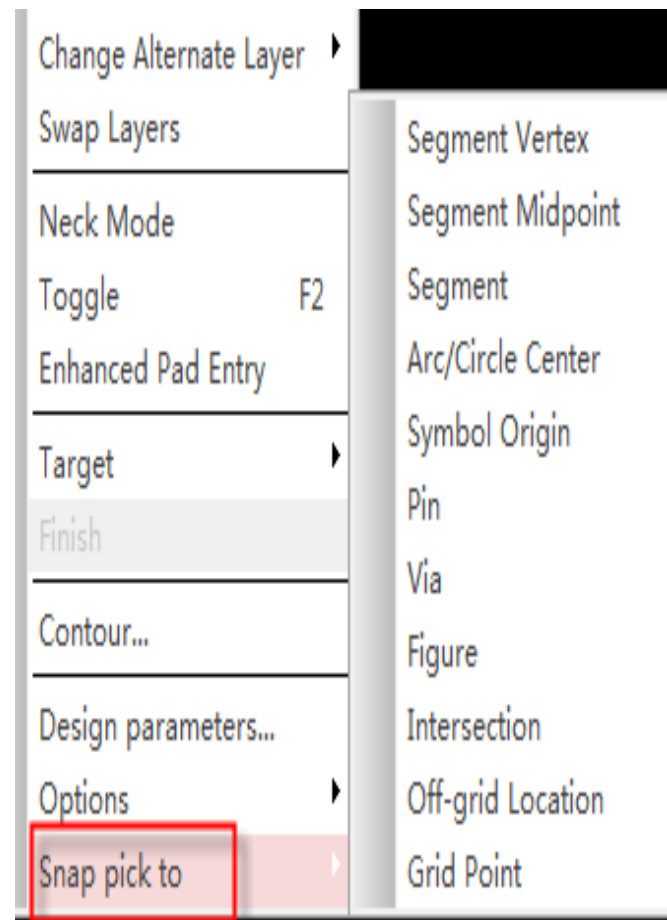 Change Alternate Layer
Swap Layers
Neck Mode
Toggle F2
Enhanced Pad Entry
Target
Finish
Contour...
Design parameters...
Options
Snap pick to
Segment Vertex
Segment Midpoint
Segment
Arc/Circle Center
Symbol Origin
Pin
Via
Figure
Intersection
Off-grid Location
Grid Point